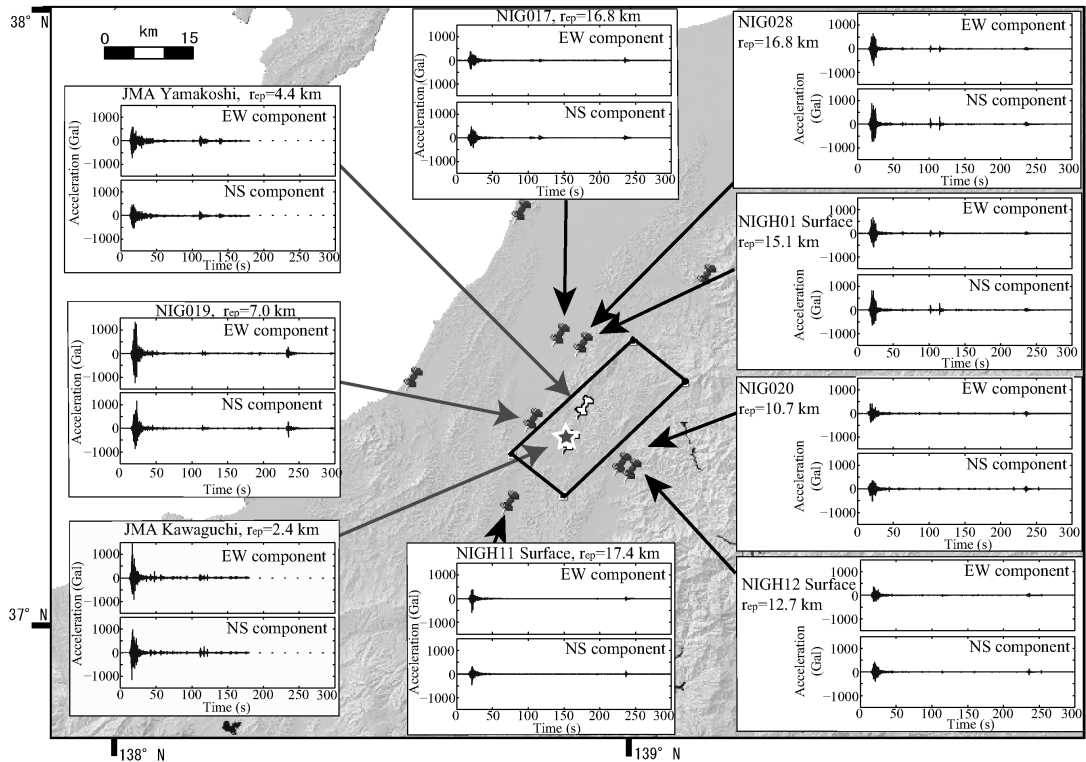 38° N
km
0 15
JMA Yamakoshi, rep=4.4 km
EW component
1000
0
−1000
NS component
1000
0
−1000
Acceleration (Gal)
0 50 100 150 200 250 300
Time (s)
NIG019, rep=7.0 km
EW component
1000
0
−1000
NS component
1000
0
−1000
Acceleration (Gal)
0 50 100 150 200 250 300
Time (s)
JMA Kawaguchi, rep=2.4 km
EW component
1000
0
−1000
NS component
1000
0
−1000
Acceleration (Gal)
0 50 100 150 200 250 300
Time (s)
NIG017, rep=16.8 km
EW component
1000
0
−1000
NS component
1000
0
−1000
Acceleration (Gal)
0 50 100 150 200 250 300
Time (s)
NIGH11 Surface, rep=17.4 km
EW component
1000
0
−1000
NS component
1000
0
−1000
Acceleration (Gal)
0 50 100 150 200 250 300
Time (s)
NIG028
rep=16.8 km
EW component
1000
0
−1000
NS component
1000
0
−1000
Acceleration
(Gal)
0 50 100 150 200 250 300
Time (s)
NIGH01 Surface
rep=15.1 km
EW component
1000
0
−1000
NS component
1000
0
−1000
Acceleration
(Gal)
0 50 100 150 200 250 300
Time (s)
NIG020
rep=10.7 km
EW component
1000
0
−1000
NS component
1000
0
−1000
Acceleration
(Gal)
0 50 100 150 200 250 300
Time (s)
NIGH12 Surface
rep=12.7 km
EW component
1000
0
−1000
NS component
1000
0
−1000
Acceleration
(Gal)
0 50 100 150 200 250 300
Time (s)
37° N
138° N
139° N